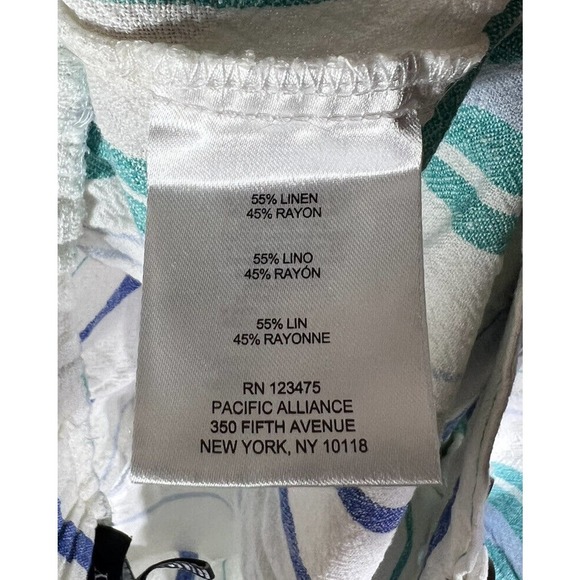 55% LINEN
45% RAYON
55% LINO
45% RAYÓN
55% LIN
45% RAYONNE
RN 123475
PACIFIC ALLIANCE
350 FIFTH AVENUE
NEW YORK, NY 10118